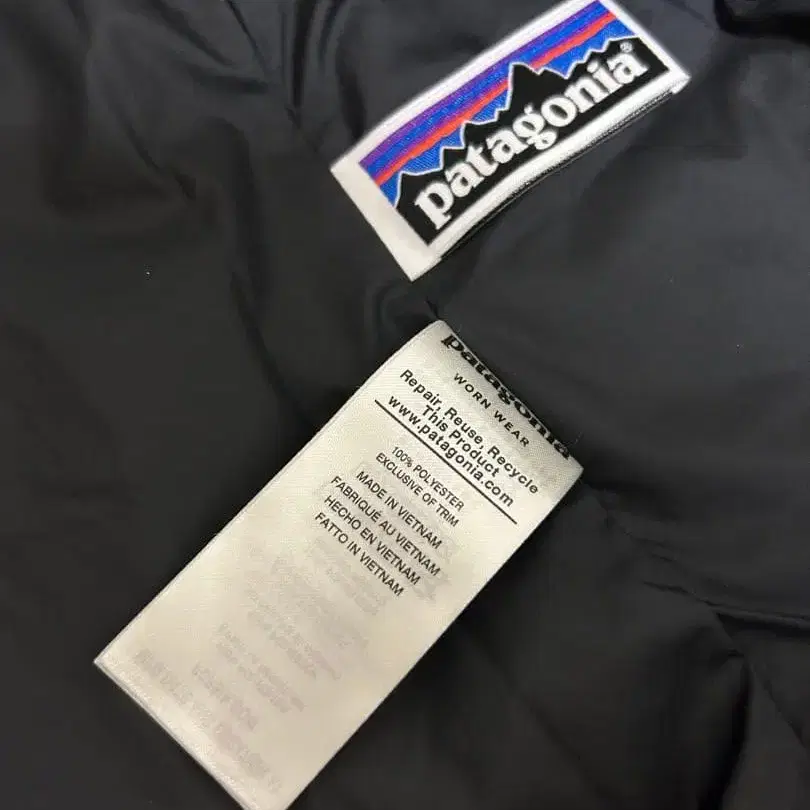 patagonia®
patagonia
WORN WEAR
Repair, Reuse, Recycle
This Product
www.patagonia.com
100% POLYESTER
EXCLUSIVE OF TRIM
MADE IN VIETNAM
FABRIQUÉ AU VIETNAM
HECHO EN VIETNAM
FATTO IN VIETNAM